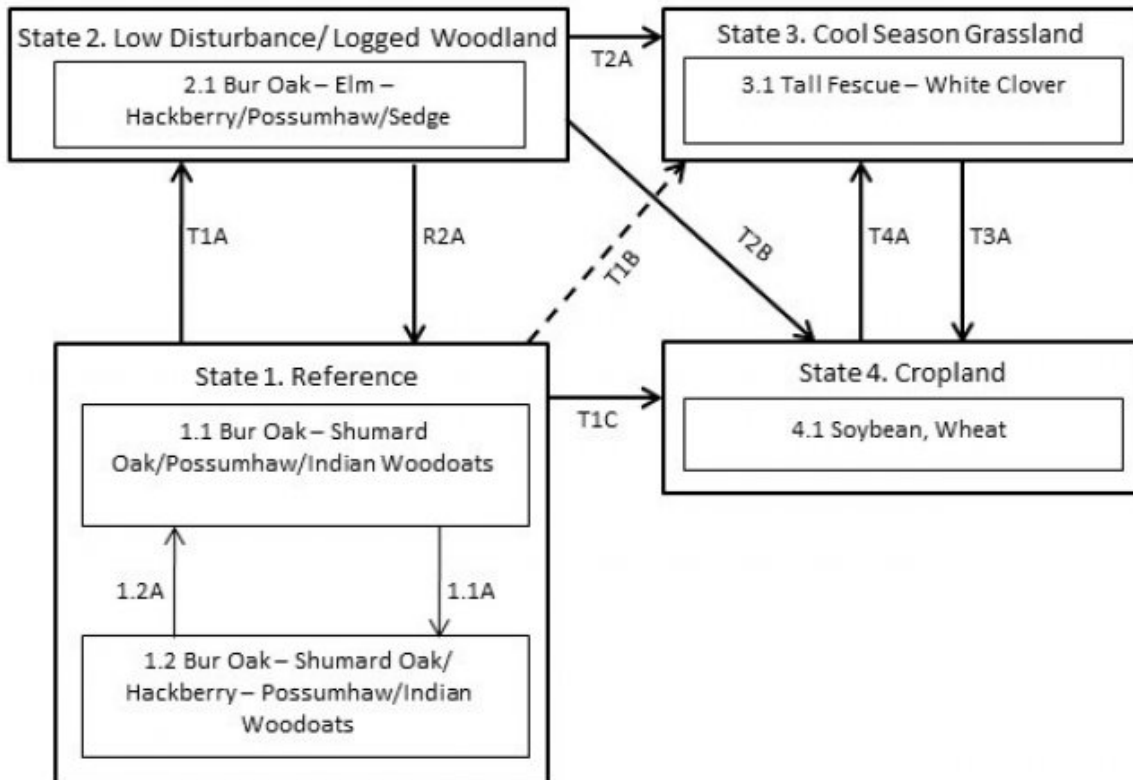 State 2. Low Disturbance/ Logged Woodland
2.1 Bur Oak – Elm –
Hackberry/Possumhaw/Sedge
T2A
State 3. Cool Season Grassland
3.1 Tall Fescue – White Clover
T1A
R2A
T1B
T2B
T4A
T3A
State 1. Reference
1.1 Bur Oak – Shumard
Oak/Possumhaw/Indian Woodoats
1.2A
1.1A
1.2 Bur Oak – Shumard Oak/
Hackberry – Possumhaw/Indian
Woodoats
T1C
State 4. Cropland
4.1 Soybean, Wheat